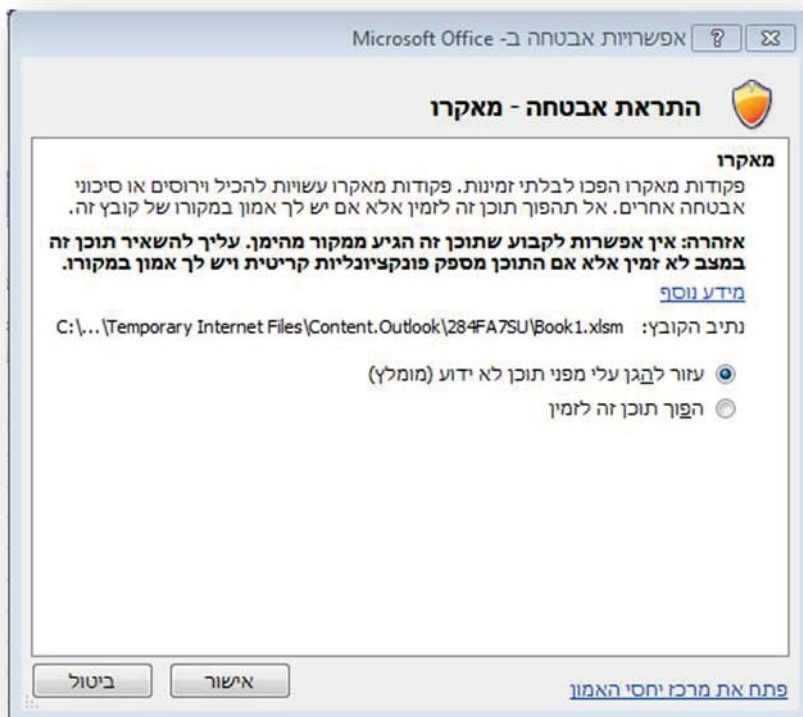 אפשרויות אבטחה ב- Microsoft Office
התראת אבטחה - מאקרו
מאקרו
פקודות מאקרו הפכו לבלתי זמינות. פקודות מאקרו עשויות להכיל וירוסים או סיכוני
אבטחה אחרים. אל תהפוך תוכן זה לזמין אלא אם יש לך אמון במקורו של קובץ זה.
אזהרה: אין אפשרות לקבוע שתוכן זה הגיע ממקור מהימן. עליך להשאיר תוכן זה
במצב לא זמין אלא אם התוכן מספק פונקציונליות קריטית ויש לך אמון במקורו.
מידע נוסף
נתיב הקובץ: C:\...\Temporary Internet Files\Content.Outlook\284FA7SU\Book1.xlsm
עזור להגן עלי מפני תוכן לא ידוע (מומלץ)
הפוך תוכן זה לזמין
פתח את מרכז יחסי האמון
אישור
ביטול